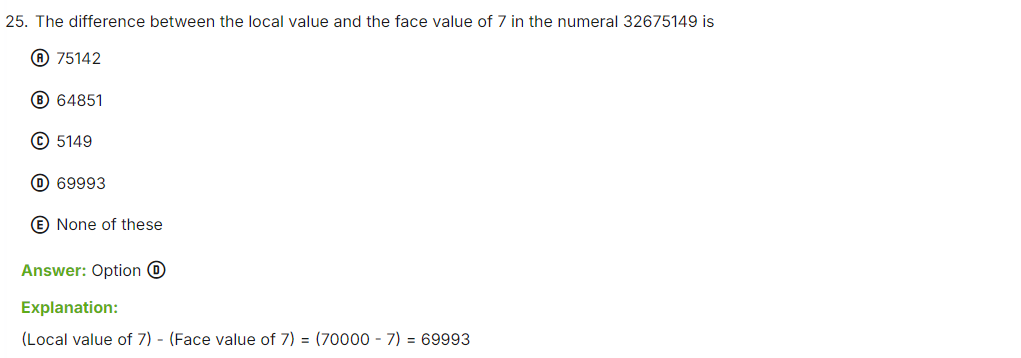 25. The difference between the local value and the face value of 7 in the numeral 32675149 is
Ⓐ 75142
Ⓑ 64851
Ⓒ 5149
Ⓓ 69993
Ⓔ None of these
Answer: Option Ⓓ
Explanation:
(Local value of 7) - (Face value of 7) = (70000 - 7) = 69993